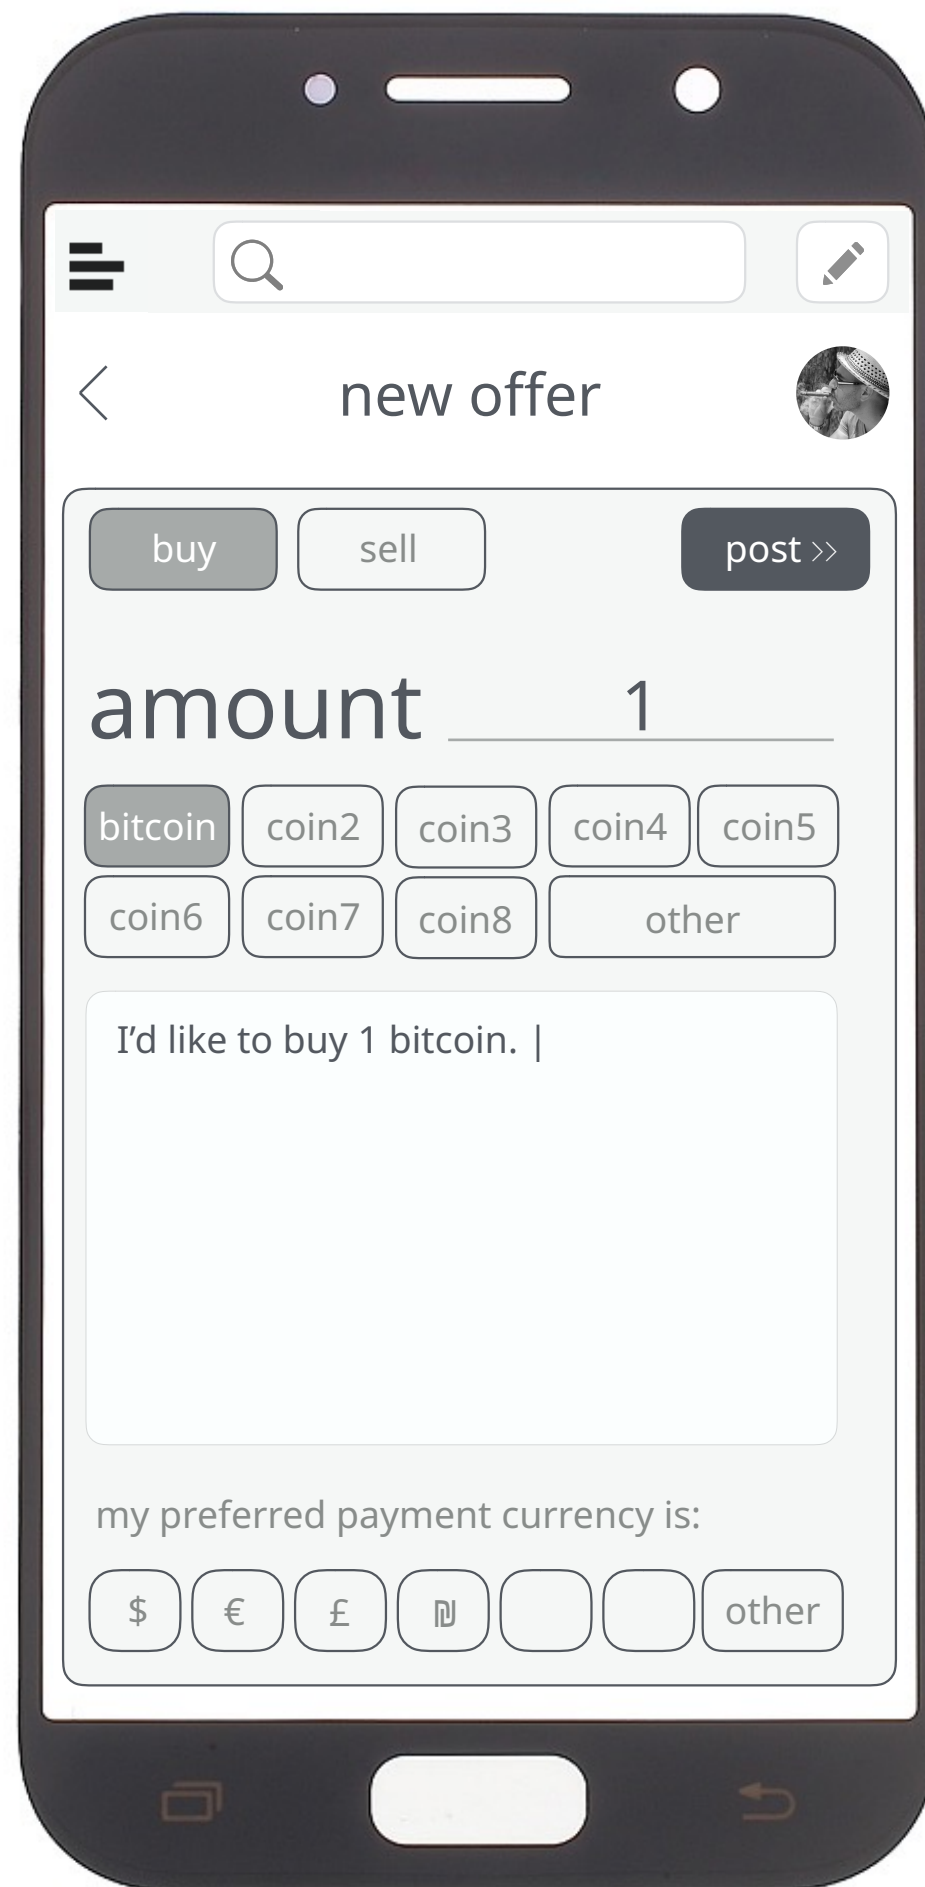 new offer
buy sell post >>
amount 1
bitcoin coin2 coin3 coin4 coin5
coin6 coin7 coin8 other
I’d like to buy 1 bitcoin. |
my preferred payment currency is:
$ € £ ₪ other